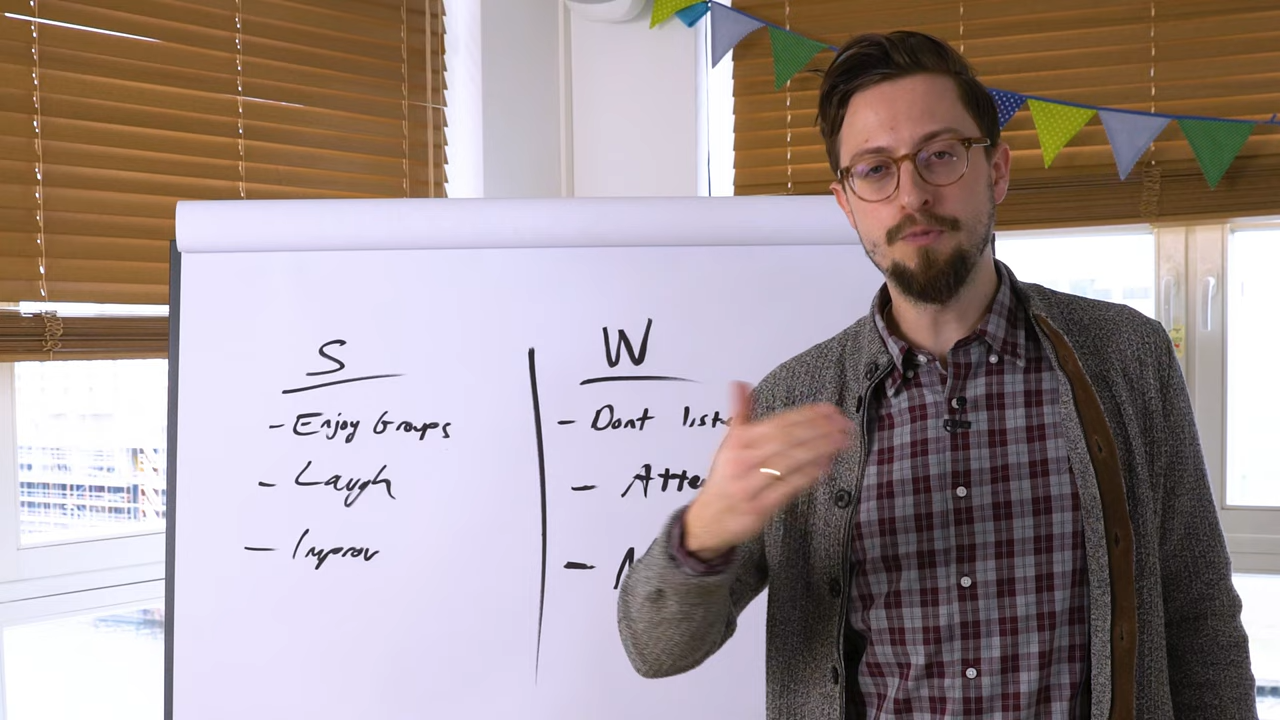 S
- Enjoy Groups
- Laugh
- Improv
W
- Dont
-
-